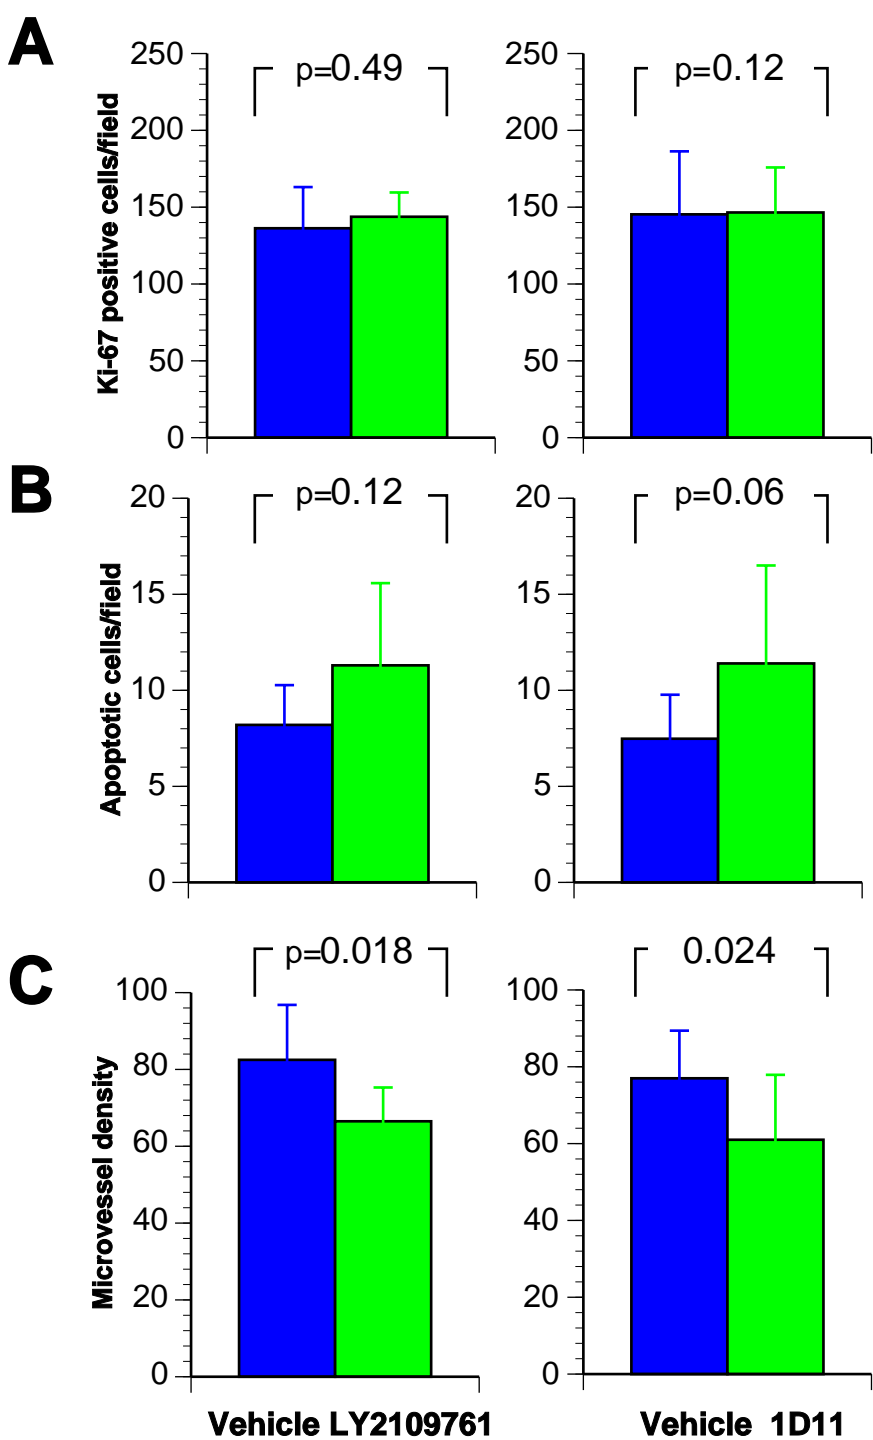 A
Ki-67 positive cells/field
250
200
150
100
50
0
p=0.49
250
200
150
100
50
0
p=0.12
B
Apoptotic cells/field
20
15
10
5
0
p=0.12
20
15
10
5
0
p=0.06
C
Microvessel density
100
80
60
40
20
0
p=0.018
100
80
60
40
20
0
0.024
Vehicle LY2109761
Vehicle 1D11